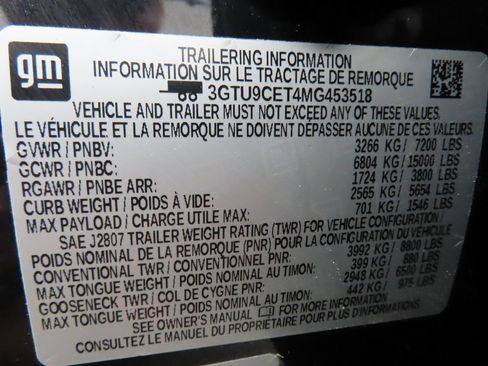 gm
TRAILERING INFORMATION
INFORMATION SUR LE TRACTAGE DE REMORQUE
3GTU9CET4MG453518
VEHICLE AND TRAILER MUST NOT EXCEED ANY OF THESE VALUES
LE VÉHICULE ET LA REMORQUE NE DOIVENT DÉPASSER AUCUNE DE CES VALEURS.
GVWR / PNBV: 3266 KG / 7200 LBS
GCWR / PNBC: 6804 KG / 15000 LBS
RGAWR / PNBE ARR: 1724 KG / 3800 LBS
CURB WEIGHT / POIDS À VIDE: 2565 KG / 5654 LBS
MAX PAYLOAD / CHARGE UTILE MAX: 701 KG / 1546 LBS
SAE J2807 TRAILER WEIGHT RATING (TWR) FOR VEHICLE CONFIGURATION /
POIDS NOMINAL DE LA REMORQUE (PNR) POUR LA CONFIGURATION DU VÉHICULE
CONVENTIONAL TWR / CONVENTIONNEL PNR: 3992 KG / 8800 LBS
MAX TONGUE WEIGHT / POIDS NOMINAL AU TIMON: 399 KG / 880 LBS
GOOSENECK TWR / COL DE CYGNE PNR: 2948 KG / 6500 LBS
MAX TONGUE WEIGHT / POIDS NOMINAL AU TIMON: 442 KG / 975 LBS
SEE OWNER'S MANUAL FOR MORE INFORMATION
CONSULTEZ LE MANUEL DU PROPRIÉTAIRE POUR PLUS D'INFORMATIONS